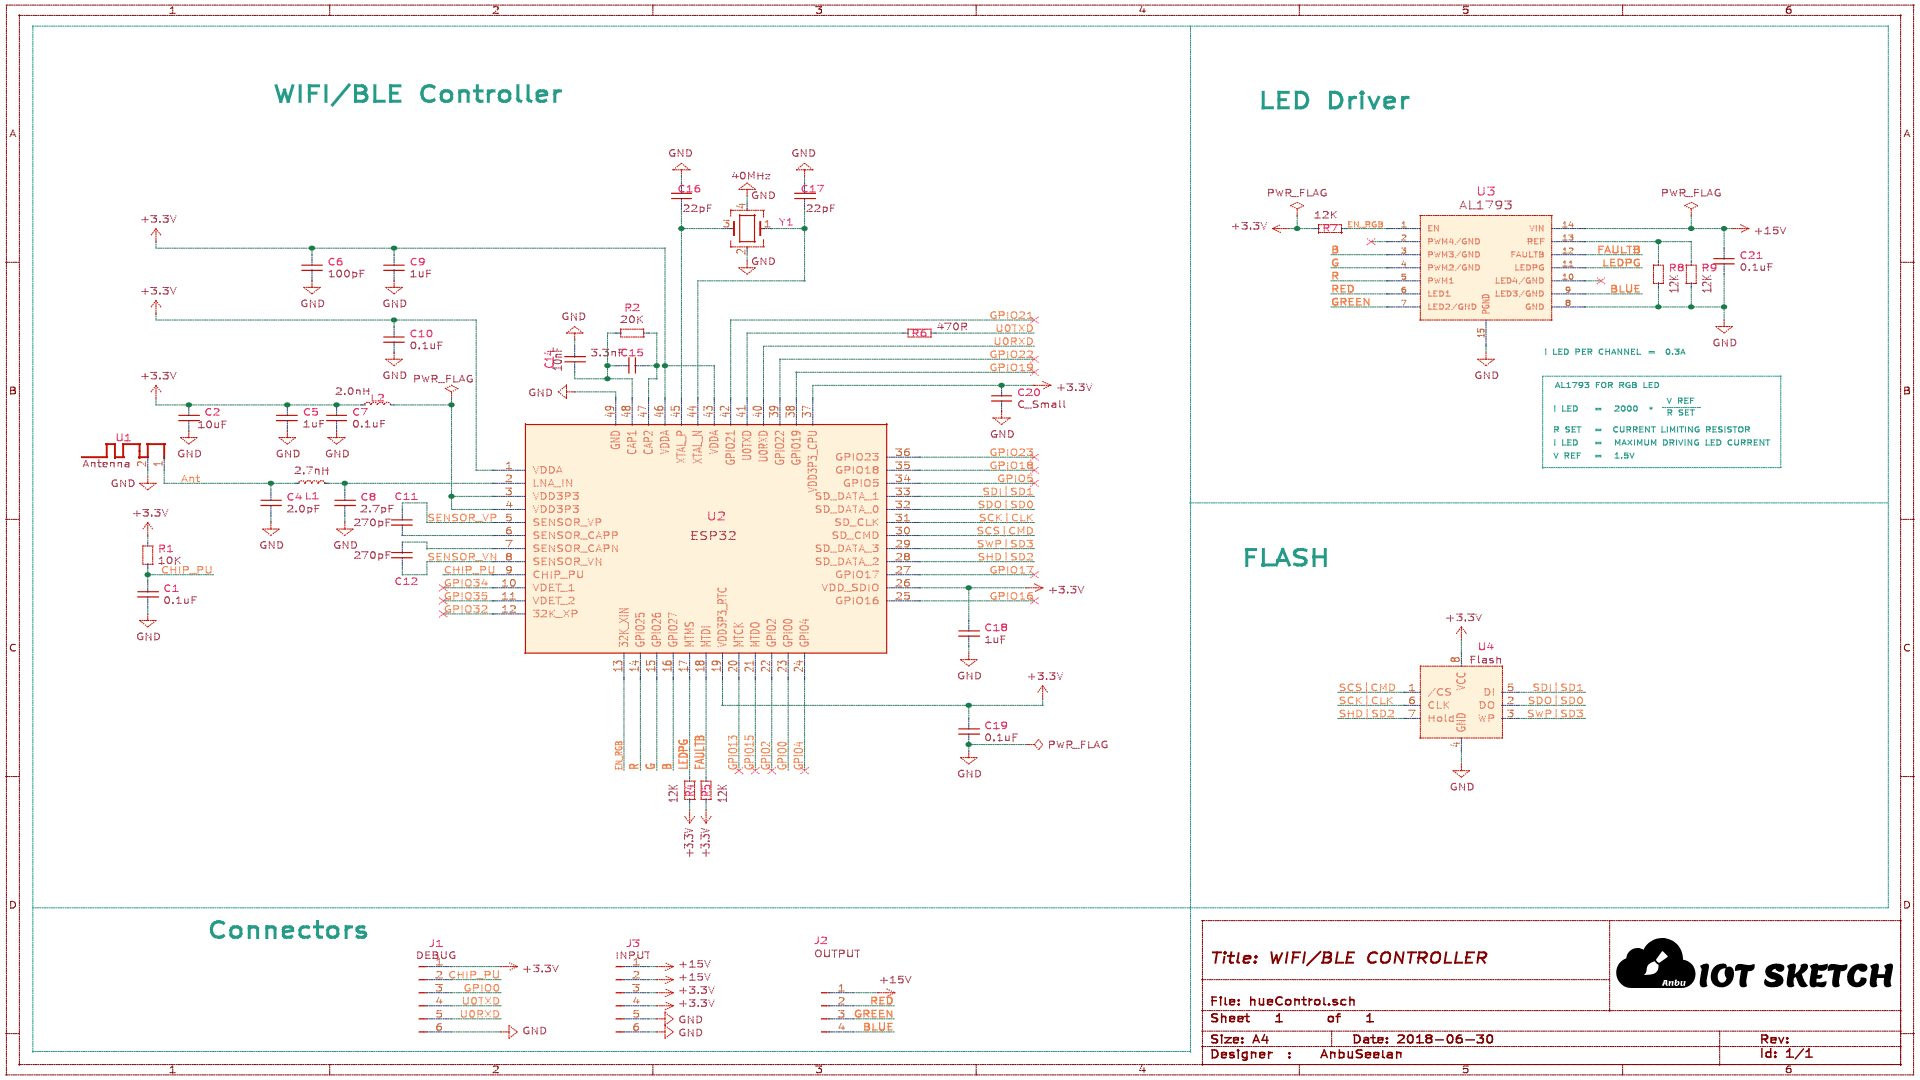 1 2 3 4 5 6
A
B
C
D
WIFI/BLE Controller
GND
GND
40MHz
C16
22pF
GND
4
3
1
Y1
2
GND
C17
22pF
+3.3V
C6
100pF
GND
C9
1uF
GND
+3.3V
C10
0.1uF
GND
+3.3V
PWR_FLAG
2.0nH
L2
C2
10uF
GND
C5
1uF
GND
C7
0.1uF
GND
U1
Antenna
2
1
GND
Ant
2.7nH
C4
L1
2.0pF
GND
C8
2.7pF
GND
C11
270pF
SENSOR_VP
270pF
SENSOR_VN
C12
+3.3V
R1
10K
CHIP_PU
C1
0.1uF
GND
CHIP_PU
GPIO34
GPIO35
GPIO32
GND
C14
10nF
R2
20K
3.3nF
C15
GND
R6
470R
GPIO21
U0TXD
U0RXD
GPIO22
GPIO19
+3.3V
C20
C_Small
GND
49 GND
48 CAP1
47 CAP2
46 VDDA
45 XTAL_P
44 XTAL_N
43 VDDA
42 GPIO21
41 U0TXD
40 U0RXD
39 GPIO22
38 GPIO19
37 VDD3P3_CPU
U2
ESP32
1 VDDA
2 LNA_IN
3 VDD3P3
4 VDD3P3
5 SENSOR_VP
6 SENSOR_CAPP
7 SENSOR_CAPN
8 SENSOR_VN
9 CHIP_PU
10 VDET_1
11 VDET_2
12 32K_XP
GPIO23 36 GPIO23
GPIO18 35 GPIO18
GPIO5 34 GPIO5
SD_DATA_1 33 SDI|SD1
SD_DATA_0 32 SDO|SD0
SD_CLK 31 SCK|CLK
SD_CMD 30 SCS|CMD
SD_DATA_3 29 SWP|SD3
SD_DATA_2 28 SHD|SD2
GPIO17 27 GPIO17
VDD_SDIO 26 +3.3V
GPIO16 25 GPIO16
13 32K_XIN
14 GPIO25
15 GPIO26
16 GPIO27
17 MTMS
18 MTDI
19 VDD3P3_RTC
20 MTCK
21 MTDO
22 GPIO2
23 GPIO0
24 GPIO4
EN_RGB
R
G
B
LEDPG
FAULTB
GPIO13
GPIO15
GPIO2
GPIO0
GPIO4
12K
R4
R5
12K
+3.3V
+3.3V
C18
1uF
GND
+3.3V
C19
0.1uF
PWR_FLAG
GND
LED Driver
U3
AL1793
PWR_FLAG
+3.3V
12K
R7
EN_RGB
B
G
R
RED
GREEN
1 EN
2 PWM4/GND
3 PWM3/GND
4 PWM2/GND
5 PWM1
6 LED1
7 LED2/GND
VIN 14
REF 13
FAULTB 12 FAULTB
LEDPG 11 LEDPG
LED4/GND 10
LED3/GND 9 BLUE
GND 8
PGND 15
GND
PWR_FLAG
+15V
R8
12K
R9
12K
C21
0.1uF
GND
I LED PER CHANNEL = 0.3A
AL1793 FOR RGB LED
I LED = 2000 * V REF
R SET
R SET = CURRENT LIMITING RESISTOR
I LED = MAXIMUM DRIVING LED CURRENT
V REF = 1.5V
FLASH
+3.3V
U4
Flash
8 VCC
SCS|CMD 1 /CS
SCK|CLK 6 CLK
SHD|SD2 7 Hold
DI 5 SDI|SD1
DO 2 SDO|SD0
WP 3 SWP|SD3
GND 4
GND
Connectors
J1
DEBUG
1 +3.3V
2 CHIP_PU
3 GPIO0
4 U0TXD
5 U0RXD
6 GND
J3
INPUT
1 +15V
2 +15V
3 +3.3V
4 +3.3V
5 GND
6 GND
J2
OUTPUT
1 +15V
2 RED
3 GREEN
4 BLUE
Title: WIFI/BLE CONTROLLER
Anbu
IOT SKETCH
File: hueControl.sch
Sheet 1 of 1
Size: A4 Date: 2018-06-30 Rev:
Designer : AnbuSeelan Id: 1/1
A
B
C
D
1 2 3 4 5 6